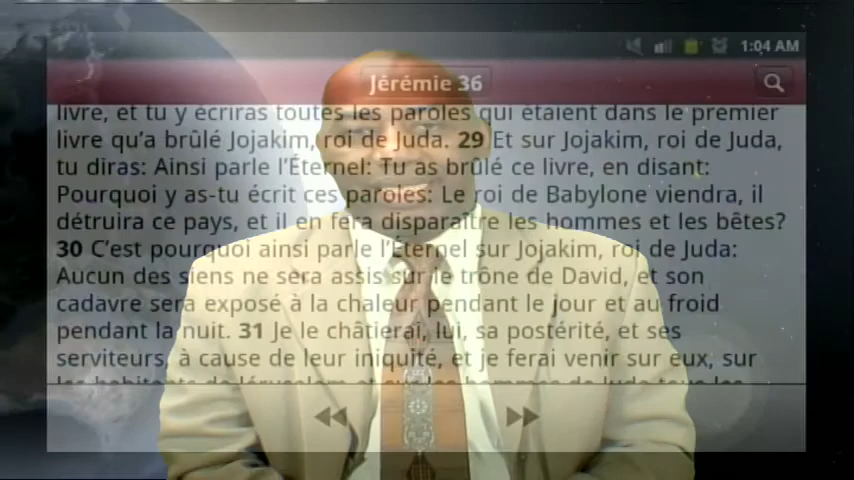 1:04 AM
Jérémie 36
livre, et tu y écriras toutes les paroles qui étaient dans le premier
livre qu'a brûlé Jojakim, roi de Juda. 29 Et sur Jojakim, roi de Juda,
tu diras: Ainsi parle l'Éternel: Tu as brûlé ce livre, en disant:
Pourquoi y as-tu écrit ces paroles: Le roi de Babylone viendra, il
détruira ce pays, et il en fera disparaître les hommes et les bêtes?
30 C'est pourquoi ainsi parle l'Éternel sur Jojakim, roi de Juda:
Aucun des siens ne sera assis sur le trône de David, et son
cadavre sera exposé à la chaleur pendant le jour et au froid
pendant la nuit. 31 Je le châtierai, lui, sa postérité, et ses
serviteurs, à cause de leur iniquité, et je ferai venir sur eux, sur